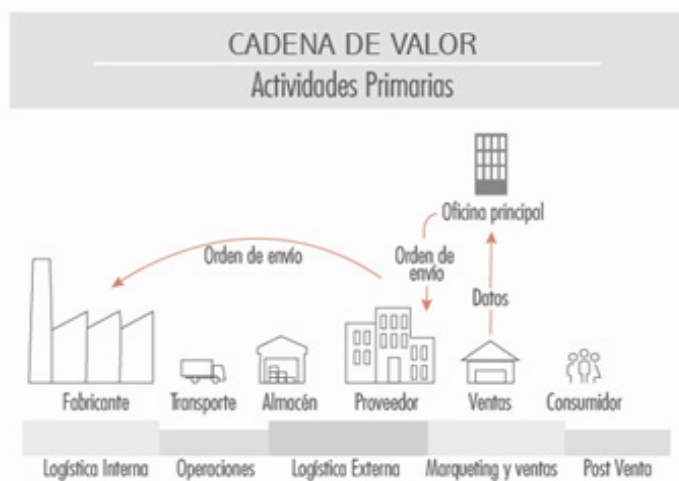 CADENA DE VALOR
Actividades Primarias
Oficina principal
Orden de envío
Orden de
envío
Datos
Fabricante
Transporte
Almacén
Proveedor
Ventas
Consumidor
Logística Interna
Operaciones
Logística Externa
Marqueting y ventas
Post Venta